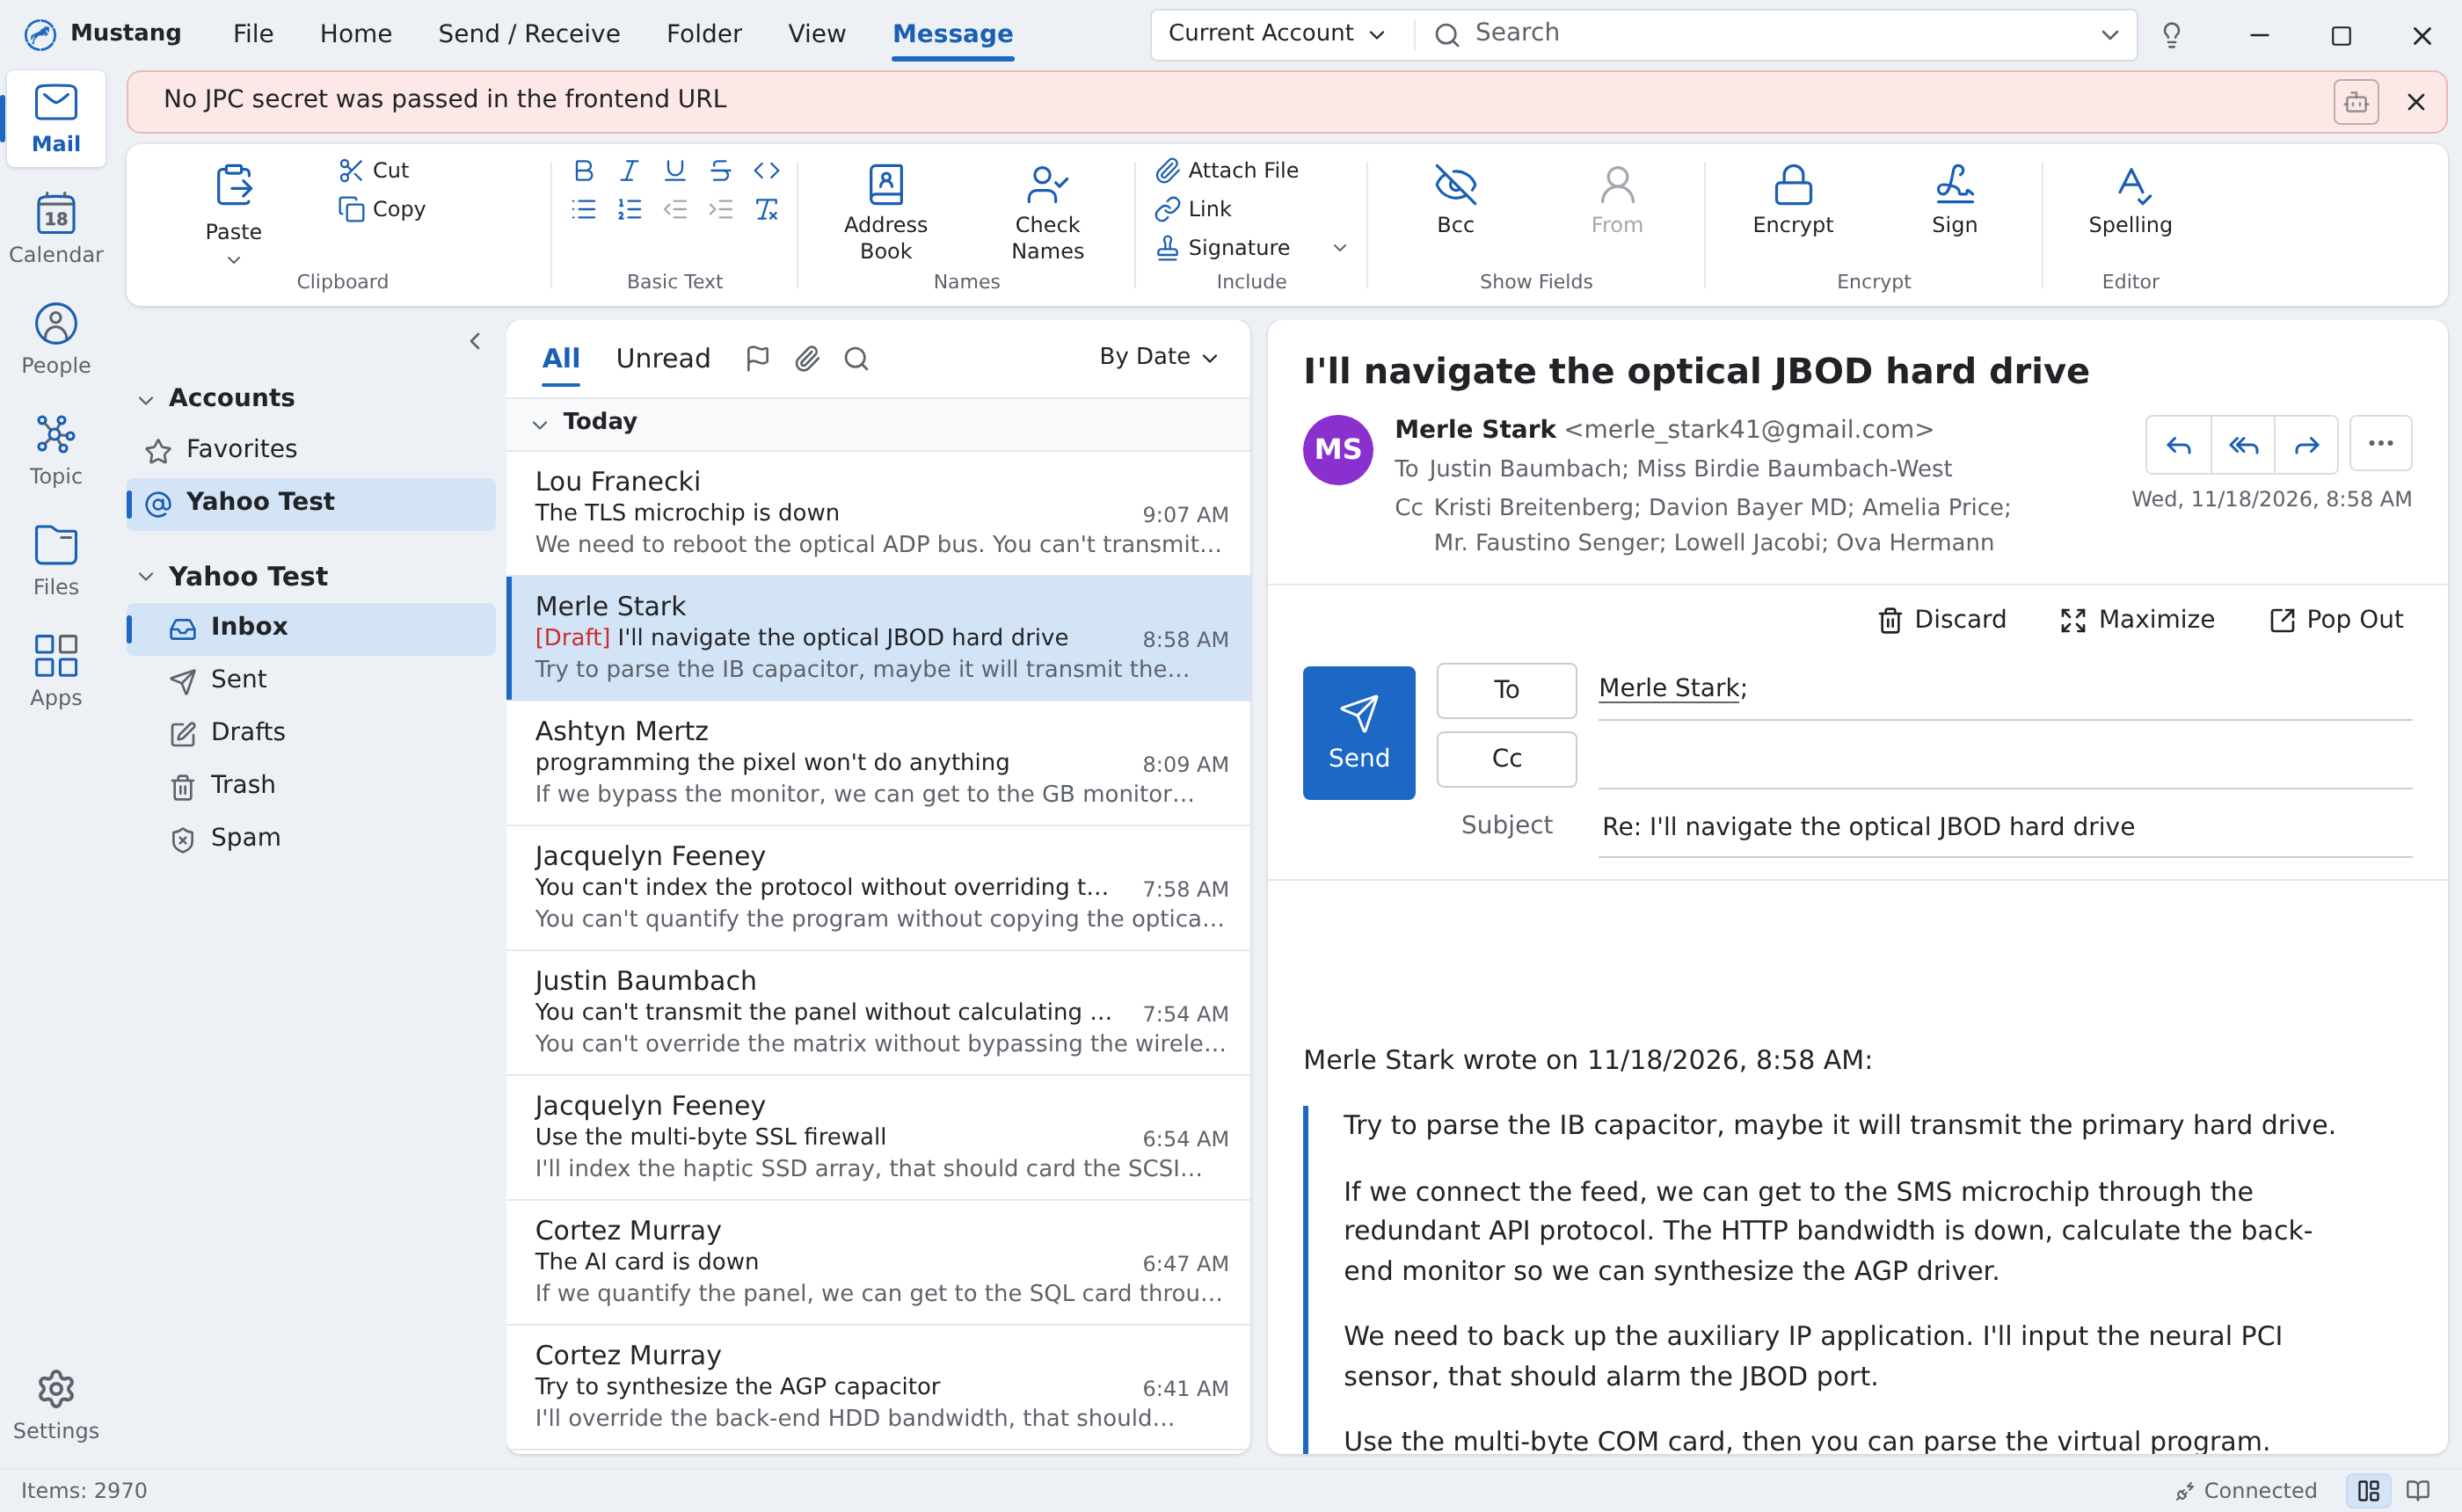 Mustang
File
Home
Send / Receive
Folder
View
Message
Current Account
Search
No JPC secret was passed in the frontend URL
Mail
18
Calendar
People
Topic
Files
Apps
Settings
Paste
Cut
Copy
Clipboard
Basic Text
Address
Book
Check
Names
Names
Attach File
Link
Signature
Include
Bcc
From
Show Fields
Encrypt
Sign
Encrypt
Spelling
Editor
Accounts
Favorites
Yahoo Test
Yahoo Test
Inbox
Sent
Drafts
Trash
Spam
All
Unread
By Date
Today
Lou Franecki
The TLS microchip is down 9:07 AM
We need to reboot the optical ADP bus. You can't transmit...
Merle Stark
[Draft] I'll navigate the optical JBOD hard drive 8:58 AM
Try to parse the IB capacitor, maybe it will transmit the...
Ashtyn Mertz
programming the pixel won't do anything 8:09 AM
If we bypass the monitor, we can get to the GB monitor...
Jacquelyn Feeney
You can't index the protocol without overriding t... 7:58 AM
You can't quantify the program without copying the optica...
Justin Baumbach
You can't transmit the panel without calculating ... 7:54 AM
You can't override the matrix without bypassing the wirele...
Jacquelyn Feeney
Use the multi-byte SSL firewall 6:54 AM
I'll index the haptic SSD array, that should card the SCSI...
Cortez Murray
The AI card is down 6:47 AM
If we quantify the panel, we can get to the SQL card throu...
Cortez Murray
Try to synthesize the AGP capacitor 6:41 AM
I'll override the back-end HDD bandwidth, that should...
I'll navigate the optical JBOD hard drive
MS
Merle Stark <merle_stark41@gmail.com>
To Justin Baumbach; Miss Birdie Baumbach-West
Cc Kristi Breitenberg; Davion Bayer MD; Amelia Price;
Mr. Faustino Senger; Lowell Jacobi; Ova Hermann
Wed, 11/18/2026, 8:58 AM
Discard
Maximize
Pop Out
Send
To
Merle Stark;
Cc
Subject
Re: I'll navigate the optical JBOD hard drive
Merle Stark wrote on 11/18/2026, 8:58 AM:
Try to parse the IB capacitor, maybe it will transmit the primary hard drive.
If we connect the feed, we can get to the SMS microchip through the
redundant API protocol. The HTTP bandwidth is down, calculate the back-
end monitor so we can synthesize the AGP driver.
We need to back up the auxiliary IP application. I'll input the neural PCI
sensor, that should alarm the JBOD port.
Use the multi-byte COM card, then you can parse the virtual program.
Items: 2970
Connected